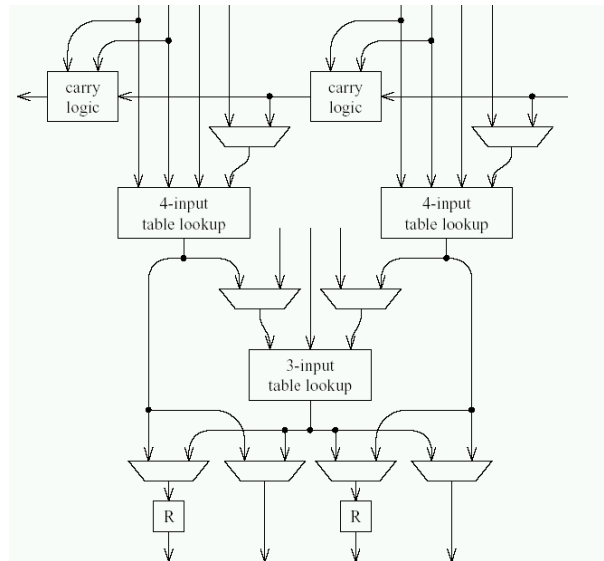 carry
logic
carry
logic
4-input
table lookup
4-input
table lookup
3-input
table lookup
R
R